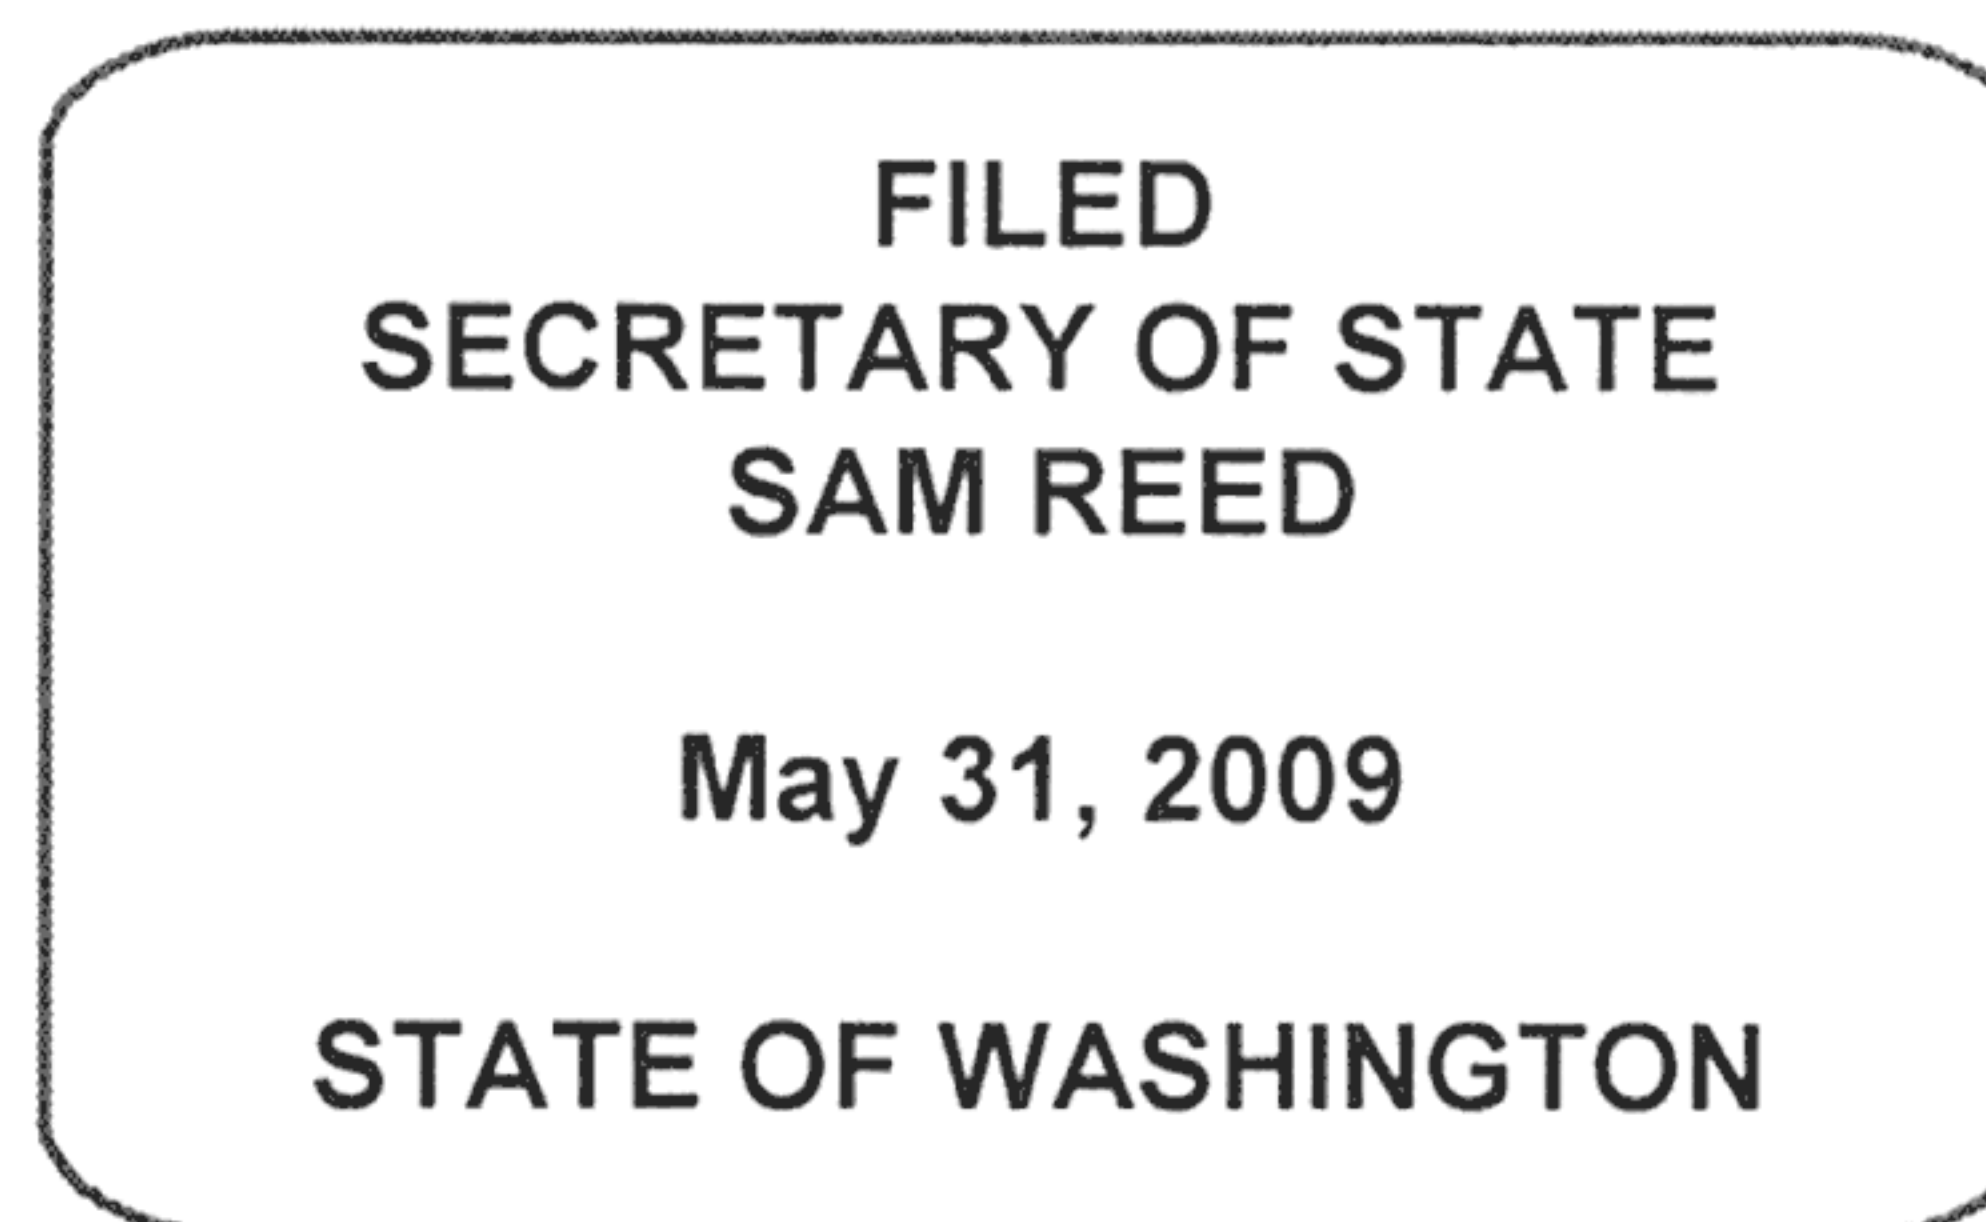 FILED
SECRETARY OF STATE
SAM REED
May 31, 2009
STATE OF WASHINGTON